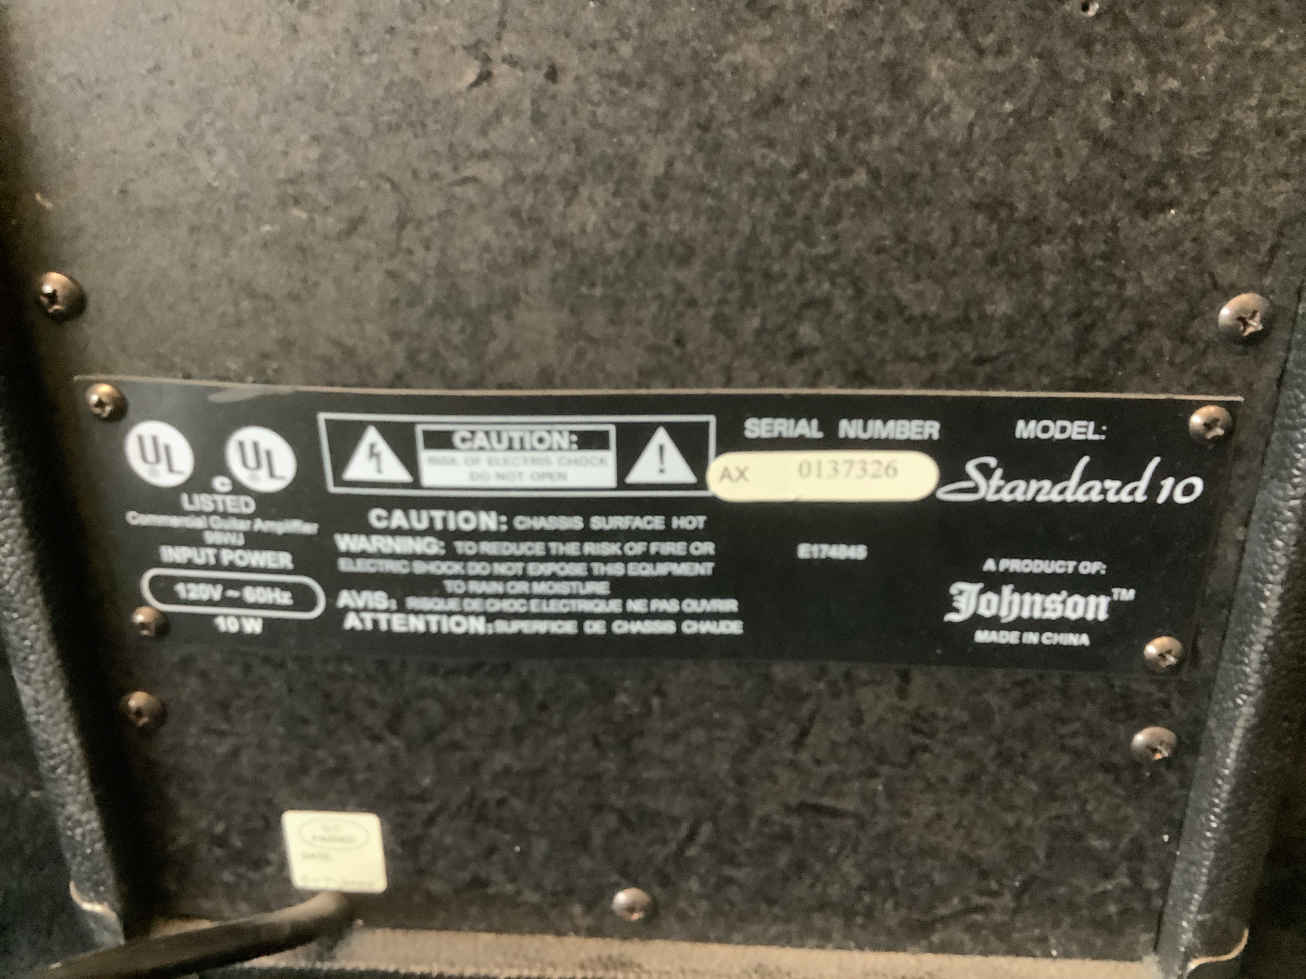 UL
UL
C
LISTED
Commercial Guitar Amplifier
INPUT POWER
120V ~ 60Hz
10 W
CAUTION:
RISK OF ELECTRIC SHOCK
DO NOT OPEN
!
CAUTION: CHASSIS SURFACE HOT
WARNING: TO REDUCE THE RISK OF FIRE OR
ELECTRIC SHOCK DO NOT EXPOSE THIS EQUIPMENT
TO RAIN OR MOISTURE
AVIS: RISQUE DE CHOC ELECTRIQUE NE PAS OUVRIR
ATTENTION: SUPERFICIE DE CHASSIS CHAUDE
SERIAL NUMBER
AX 0137326
E174845
MODEL:
Standard 10
A PRODUCT OF:
Johnson™
MADE IN CHINA